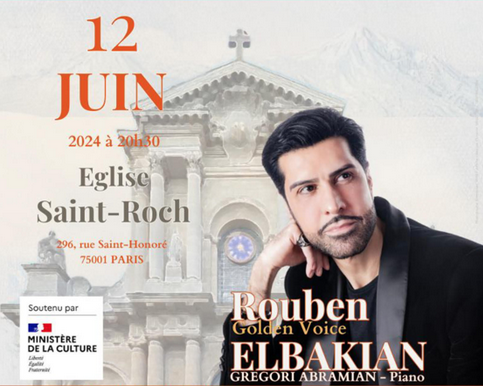 12
JUIN
2024 à 20h30
Eglise
Saint-Roch
296, rue Saint-Honoré
75001 PARIS
Soutenu par
MINISTÈRE
DE LA CULTURE
Liberté
Égalité
Fraternité
Rouben
Golden Voice
ELBAKIAN
GREGORI ABRAMIAN - Piano